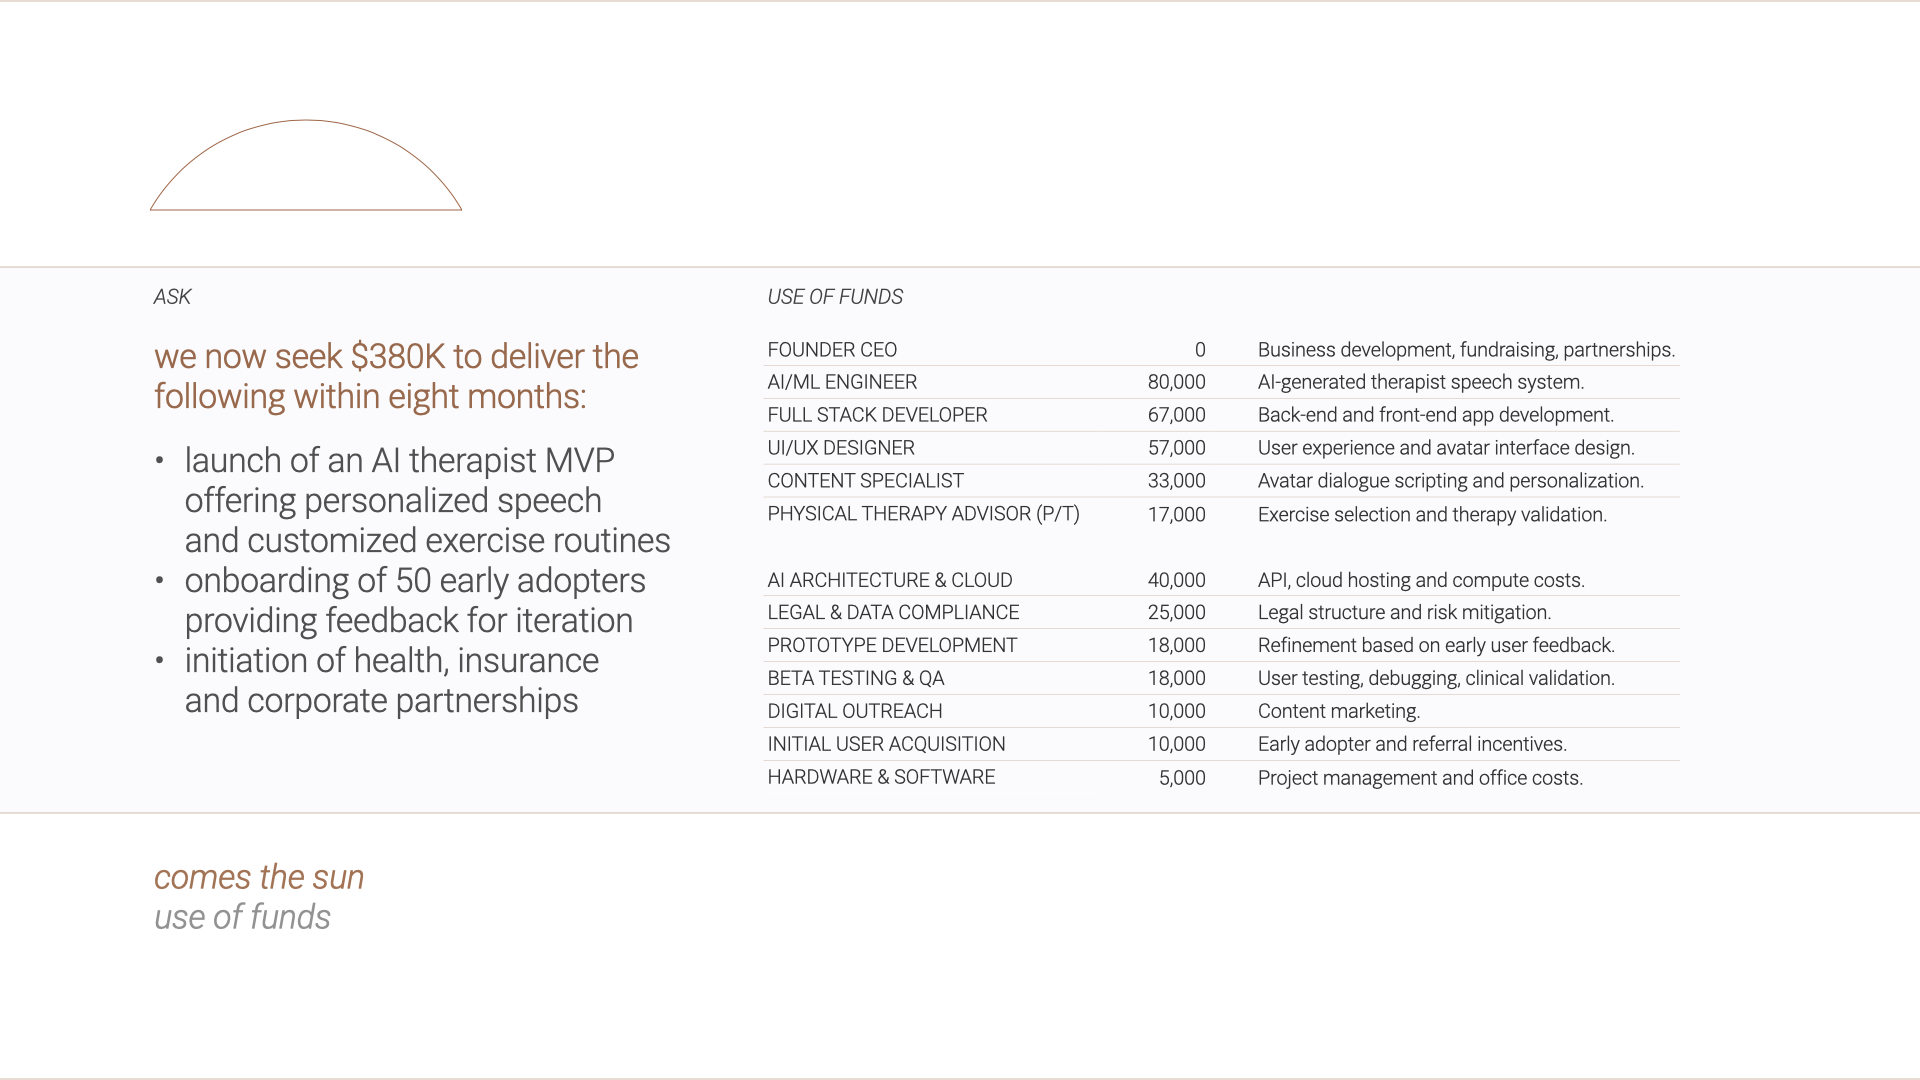 ASK
we now seek $380K to deliver the
following within eight months:
• launch of an AI therapist MVP
offering personalized speech
and customized exercise routines
• onboarding of 50 early adopters
providing feedback for iteration
• initiation of health, insurance
and corporate partnerships
USE OF FUNDS
FOUNDER CEO 0 Business development, fundraising, partnerships.
AI/ML ENGINEER 80,000 AI-generated therapist speech system.
FULL STACK DEVELOPER 67,000 Back-end and front-end app development.
UI/UX DESIGNER 57,000 User experience and avatar interface design.
CONTENT SPECIALIST 33,000 Avatar dialogue scripting and personalization.
PHYSICAL THERAPY ADVISOR (P/T) 17,000 Exercise selection and therapy validation.
AI ARCHITECTURE & CLOUD 40,000 API, cloud hosting and compute costs.
LEGAL & DATA COMPLIANCE 25,000 Legal structure and risk mitigation.
PROTOTYPE DEVELOPMENT 18,000 Refinement based on early user feedback.
BETA TESTING & QA 18,000 User testing, debugging, clinical validation.
DIGITAL OUTREACH 10,000 Content marketing.
INITIAL USER ACQUISITION 10,000 Early adopter and referral incentives.
HARDWARE & SOFTWARE 5,000 Project management and office costs.
comes the sun
use of funds